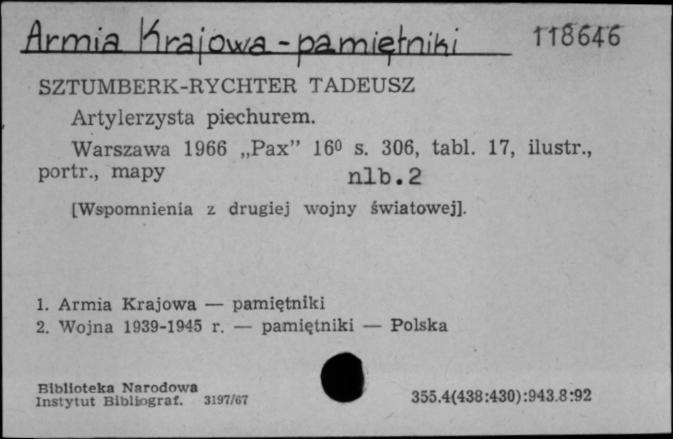 Armia Krajowa - pamiętniki 118646
SZTUMBERK-RYCHTER TADEUSZ
Artylerzysta piechurem.
Warszawa 1966 „Pax” 16⁰ s. 306, tabl. 17, ilustr.,
portr., mapy nlb. 2
[Wspomnienia z drugiej wojny światowej].
1. Armia Krajowa — pamiętniki
2. Wojna 1939-1945 r. — pamiętniki — Polska
Biblioteka Narodowa
Instytut Bibliograf. 3197/67 355.4(438:430):943.8:92